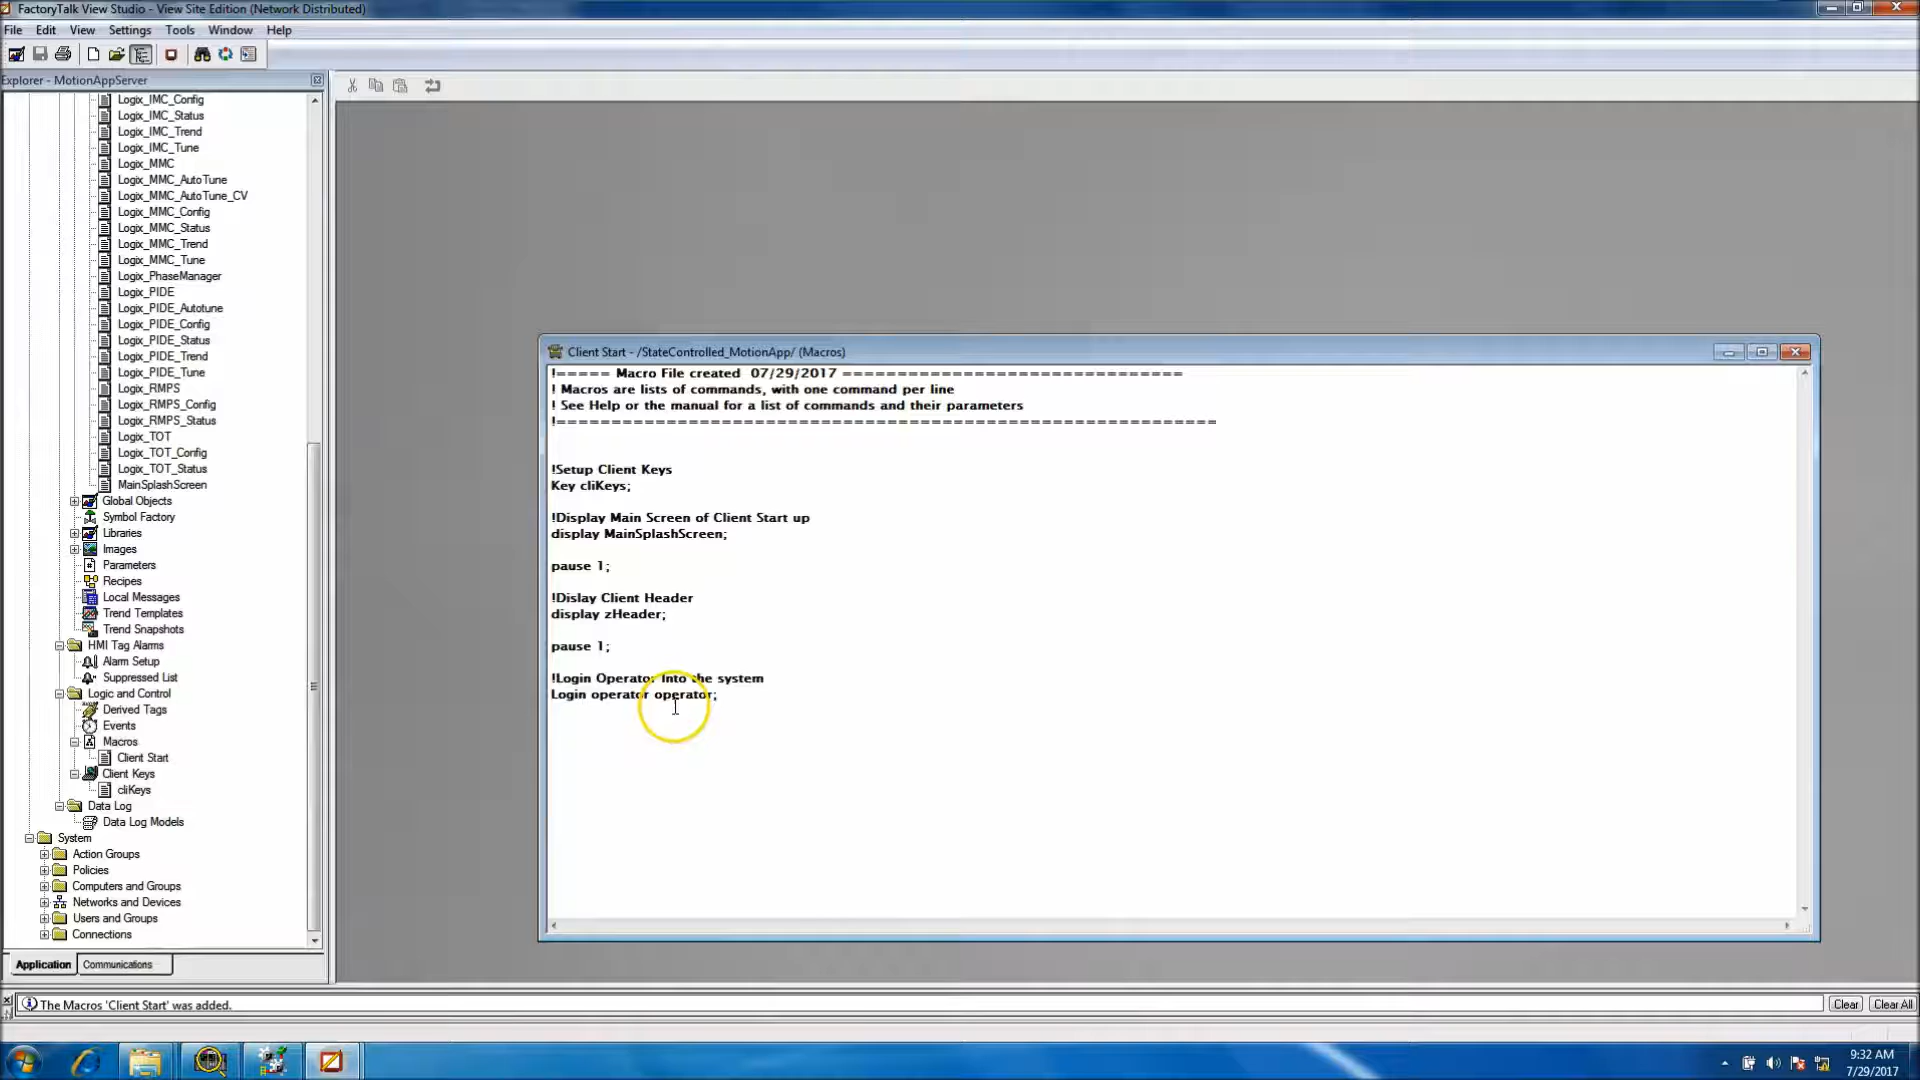 FactoryTalk View Studio - View Site Edition (Network Distributed)
File Edit View Settings Tools Window Help
Explorer - MotionAppServer
Logix_IMC_Config
Logix_IMC_Status
Logix_IMC_Trend
Logix_IMC_Tune
Logix_MMC
Logix_MMC_AutoTune
Logix_MMC_AutoTune_CV
Logix_MMC_Config
Logix_MMC_Status
Logix_MMC_Trend
Logix_MMC_Tune
Logix_PhaseManager
Logix_PIDE
Logix_PIDE_Autotune
Logix_PIDE_Config
Logix_PIDE_Status
Logix_PIDE_Trend
Logix_PIDE_Tune
Logix_RMPS
Logix_RMPS_Config
Logix_RMPS_Status
Logix_TOT
Logix_TOT_Config
Logix_TOT_Status
MainSplashScreen
Global Objects
Symbol Factory
Libraries
Images
Parameters
Recipes
Local Messages
Trend Templates
Trend Snapshots
HMI Tag Alarms
Alarm Setup
Suppressed List
Logic and Control
Derived Tags
Events
Macros
Client Start
Client Keys
cliKeys
Data Log
Data Log Models
System
Action Groups
Policies
Computers and Groups
Networks and Devices
Users and Groups
Connections
Application Communications
Client Start - /StateControlled_MotionApp/ (Macros)
!===== Macro File created 07/29/2017 ===============================
! Macros are lists of commands, with one command per line
! See Help or the manual for a list of commands and their parameters
!============================================================
!Setup Client Keys
Key cliKeys;
!Display Main Screen of Client Start up
display MainSplashScreen;
pause 1;
!Dislay Client Header
display zHeader;
pause 1;
!Login Operator Into the system
Login operator operator;
The Macros 'Client Start' was added.
Clear Clear All
9:32 AM
7/29/2017